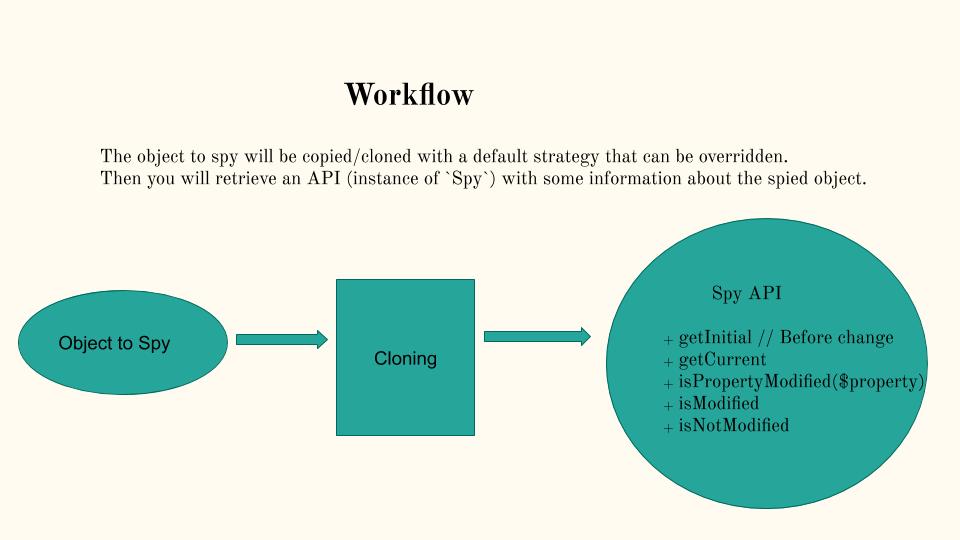 Workflow
The object to spy will be copied/cloned with a default strategy that can be overridden.
Then you will retrieve an API (instance of `Spy`) with some information about the spied object.
Object to Spy
Cloning
Spy API
+ getInitial // Before change
+ getCurrent
+ isPropertyModified($property)
+ isModified
+ isNotModified